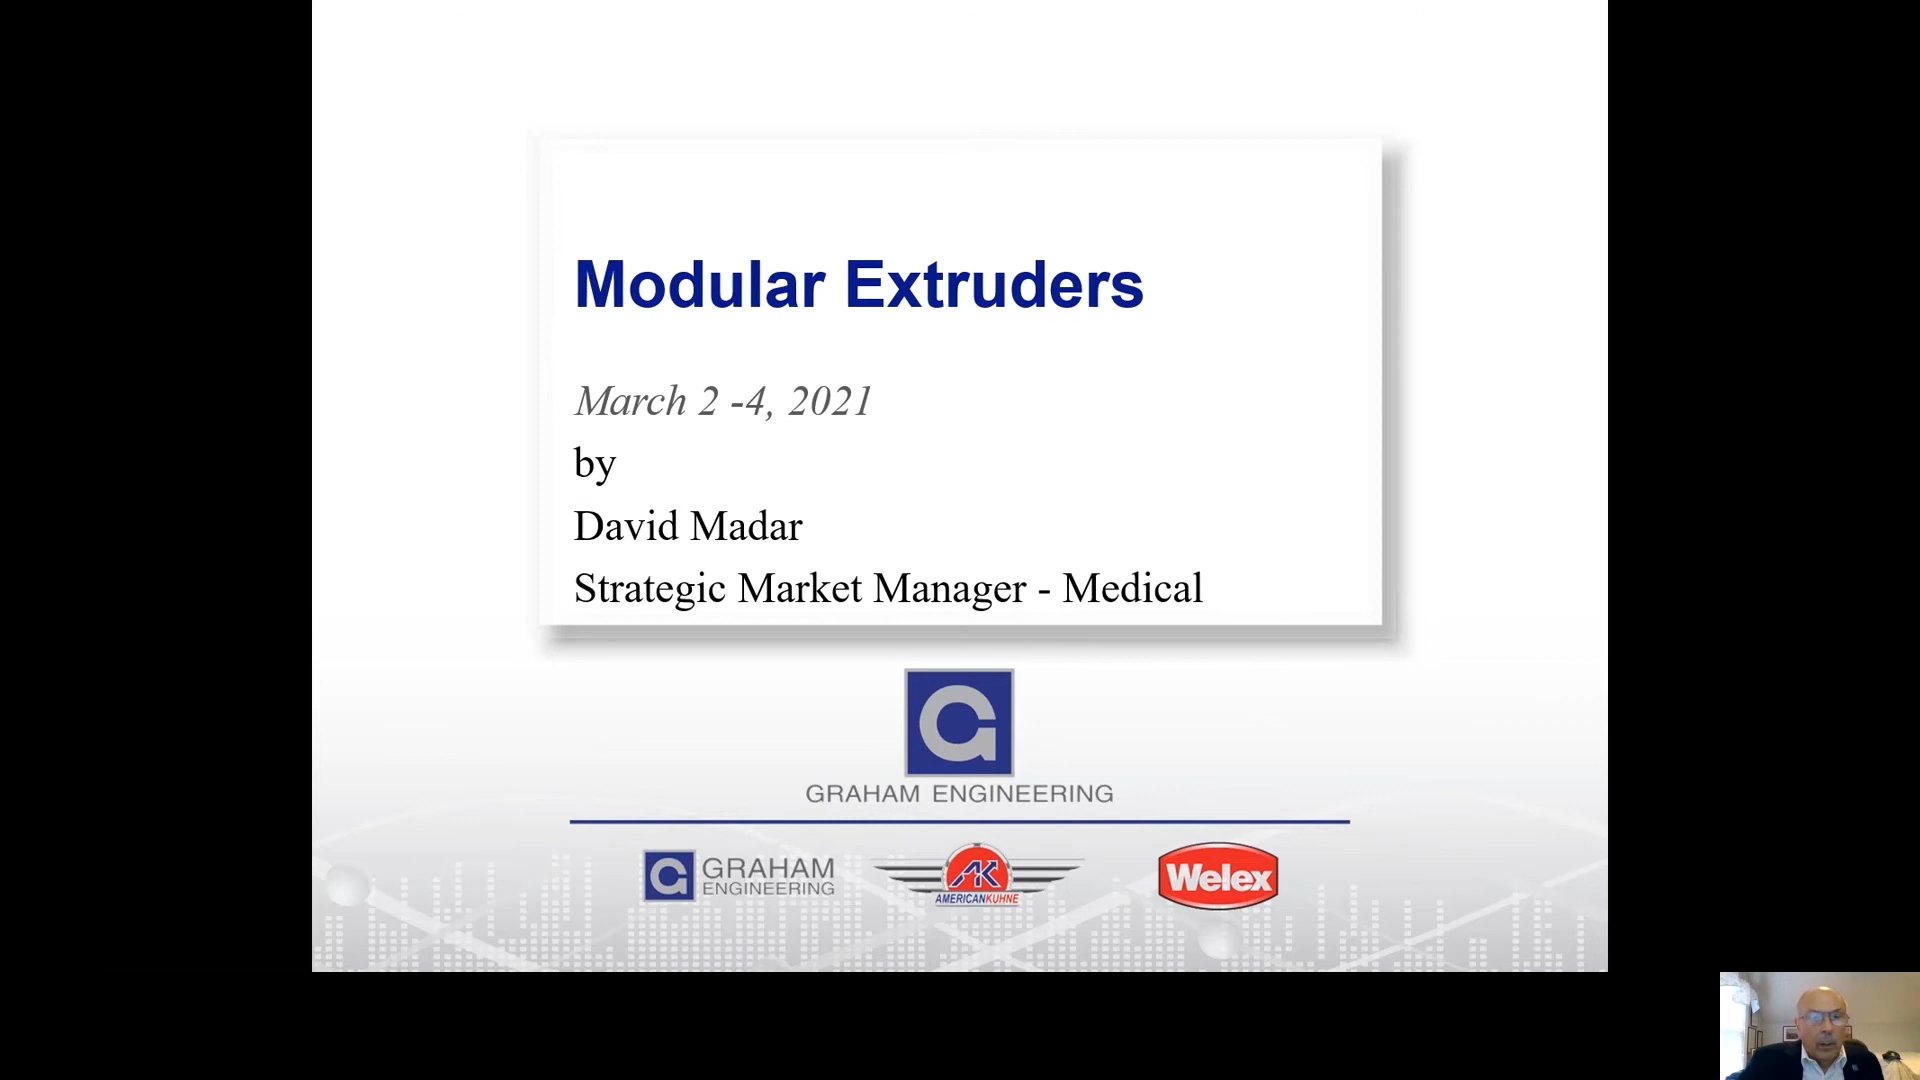 Modular Extruders
March 2 -4, 2021
by
David Madar
Strategic Market Manager - Medical
G
GRAHAM ENGINEERING
G GRAHAM
ENGINEERING
AK
AMERICANKUHNE
Welex